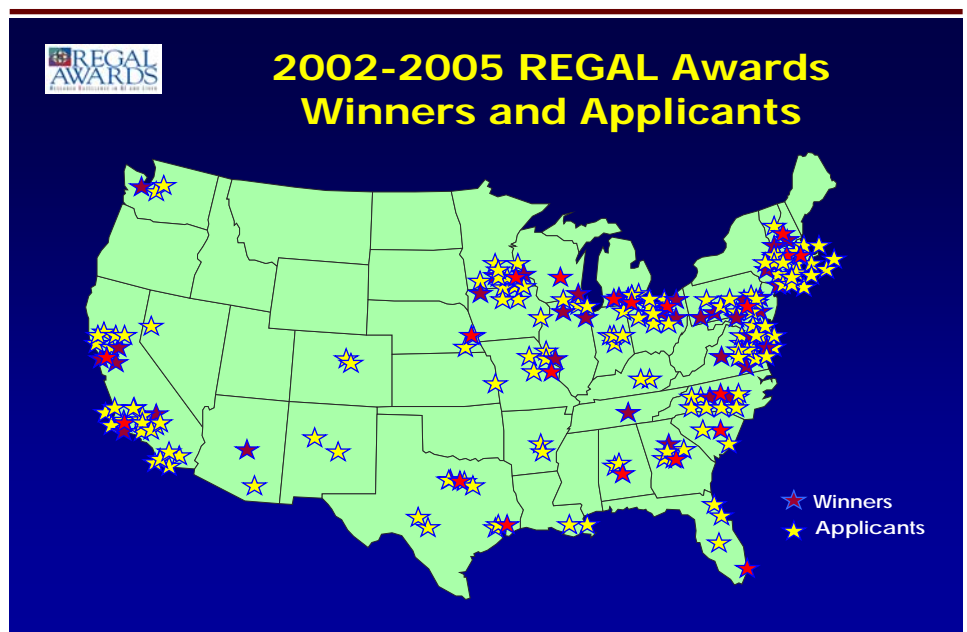 REGAL
AWARDS
2002-2005 REGAL Awards
Winners and Applicants
Winners
Applicants